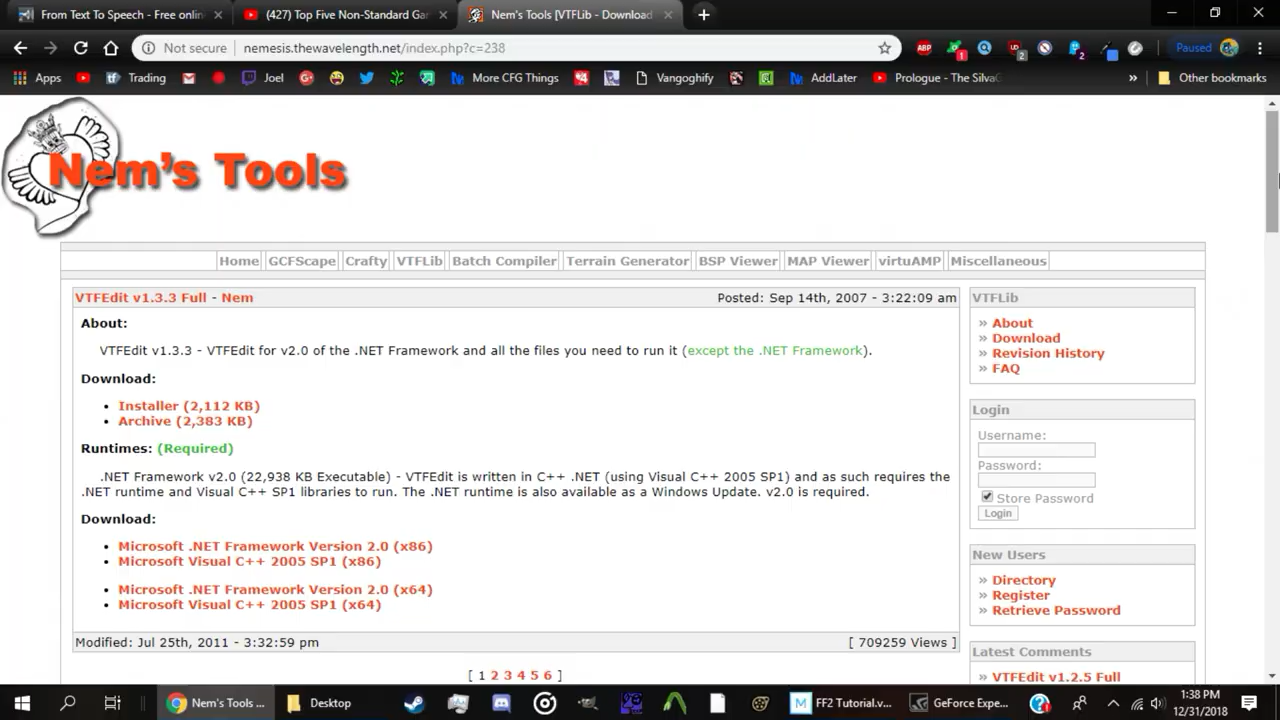 From Text To Speech - Free onlin
(427) Top Five Non-Standard Gam
Nem's Tools [VTFLib - Download
Not secure nemesis.thewavelength.net/index.php?c=238
Paused
Apps Trading Joel More CFG Things Vangoghify AddLater Prologue - The SilvaG Other bookmarks
Nem's Tools
Home GCFScape Crafty VTFLib Batch Compiler Terrain Generator BSP Viewer MAP Viewer virtuAMP Miscellaneous
VTFEdit v1.3.3 Full - Nem Posted: Sep 14th, 2007 - 3:22:09 am
About:
VTFEdit v1.3.3 - VTFEdit for v2.0 of the .NET Framework and all the files you need to run it (except the .NET Framework).
Download:
• Installer (2,112 KB)
• Archive (2,383 KB)
Runtimes: (Required)
.NET Framework v2.0 (22,938 KB Executable) - VTFEdit is written in C++ .NET (using Visual C++ 2005 SP1) and as such requires the
.NET runtime and Visual C++ SP1 libraries to run. The .NET runtime is also available as a Windows Update. v2.0 is required.
Download:
• Microsoft .NET Framework Version 2.0 (x86)
• Microsoft Visual C++ 2005 SP1 (x86)
• Microsoft .NET Framework Version 2.0 (x64)
• Microsoft Visual C++ 2005 SP1 (x64)
Modified: Jul 25th, 2011 - 3:32:59 pm [ 709259 Views ]
[ 1 2 3 4 5 6 ]
VTFLib
» About
» Download
» Revision History
» FAQ
Login
Username:
Password:
Store Password
Login
New Users
» Directory
» Register
» Retrieve Password
Latest Comments
» VTFEdit v1.2.5 Full
Nem's Tools ... Desktop FF2 Tutorial.v... GeForce Expe...
1:38 PM
12/31/2018